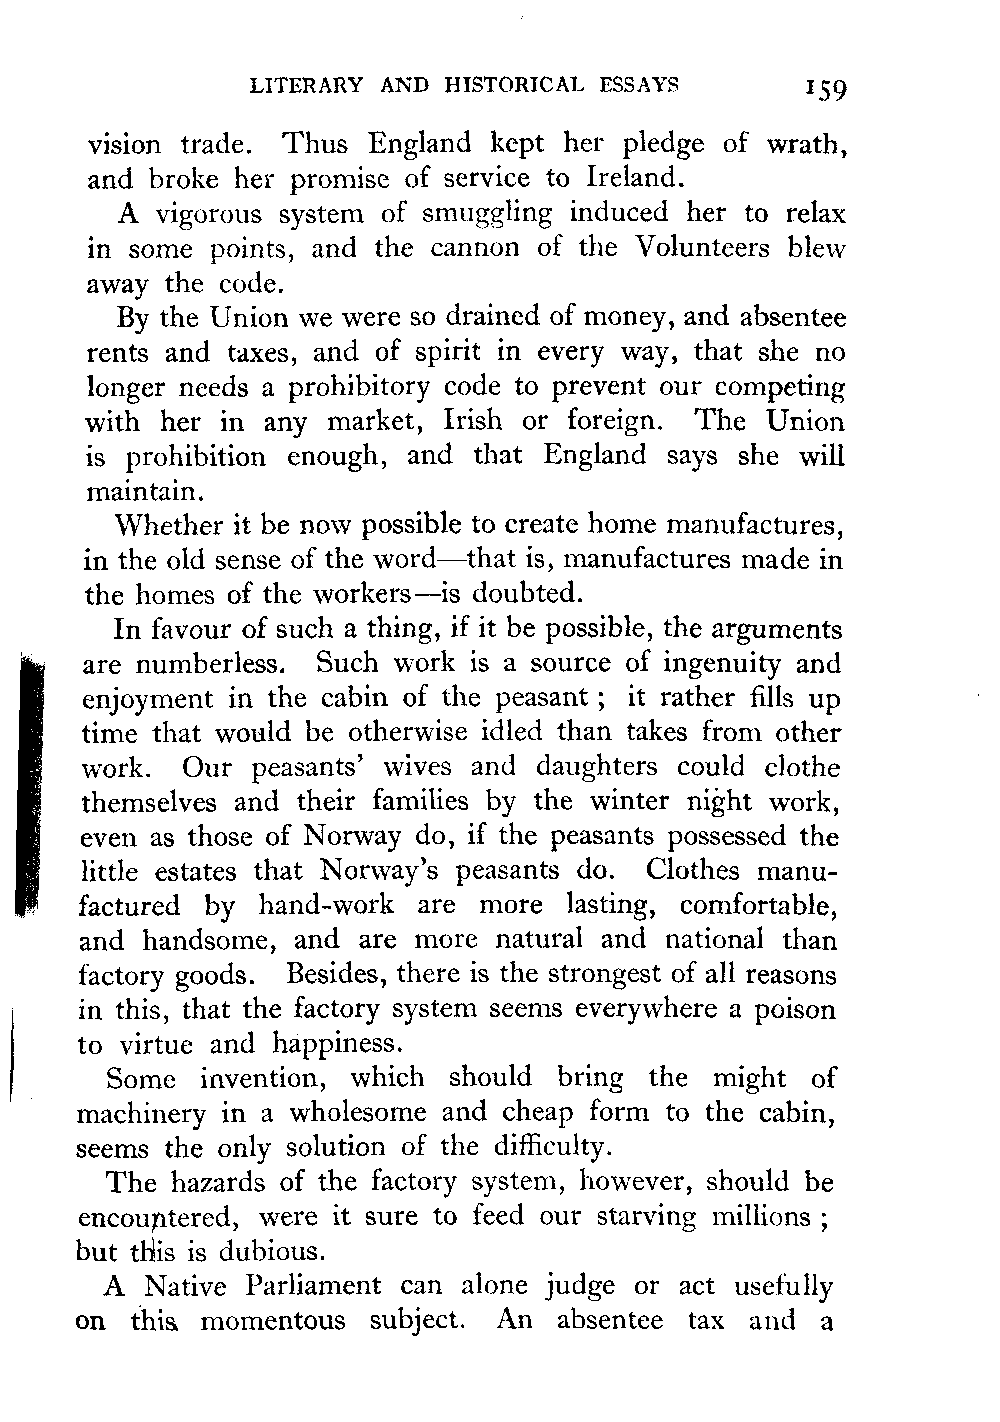 LITERARY AND HISTORICAL ESSAYS 159
vision trade. Thus England kept her pledge of wrath,
and broke her promise of service to Ireland.
A vigorous system of smuggling induced her to relax
in some points, and the cannon of the Volunteers blew
away the code.
By the Union we were so drained of money, and absentee
rents and taxes, and of spirit in every way, that she no
longer needs a prohibitory code to prevent our competing
with her in any market, Irish or foreign. The Union
is prohibition enough, and that England says she will
maintain.
Whether it be now possible to create home manufactures,
in the old sense of the word—that is, manufactures made in
the homes of the workers—is doubted.
In favour of such a thing, if it be possible, the arguments
are numberless. Such work is a source of ingenuity and
enjoyment in the cabin of the peasant ; it rather fills up
time that would be otherwise idled than takes from other
work. Our peasants' wives and daughters could clothe
themselves and their families by the winter night work,
even as those of Norway do, if the peasants possessed the
little estates that Norway's peasants do. Clothes manu-
factured by hand-work are more lasting, comfortable,
and handsome, and are more natural and national than
factory goods. Besides, there is the strongest of all reasons
in this, that the factory system seems everywhere a poison
to virtue and happiness.
Some invention, which should bring the might of
machinery in a wholesome and cheap form to the cabin,
seems the only solution of the difficulty.
The hazards of the factory system, however, should be
encountered, were it sure to feed our starving millions ;
but this is dubious.
A Native Parliament can alone judge or act usefully
on this momentous subject. An absentee tax and a